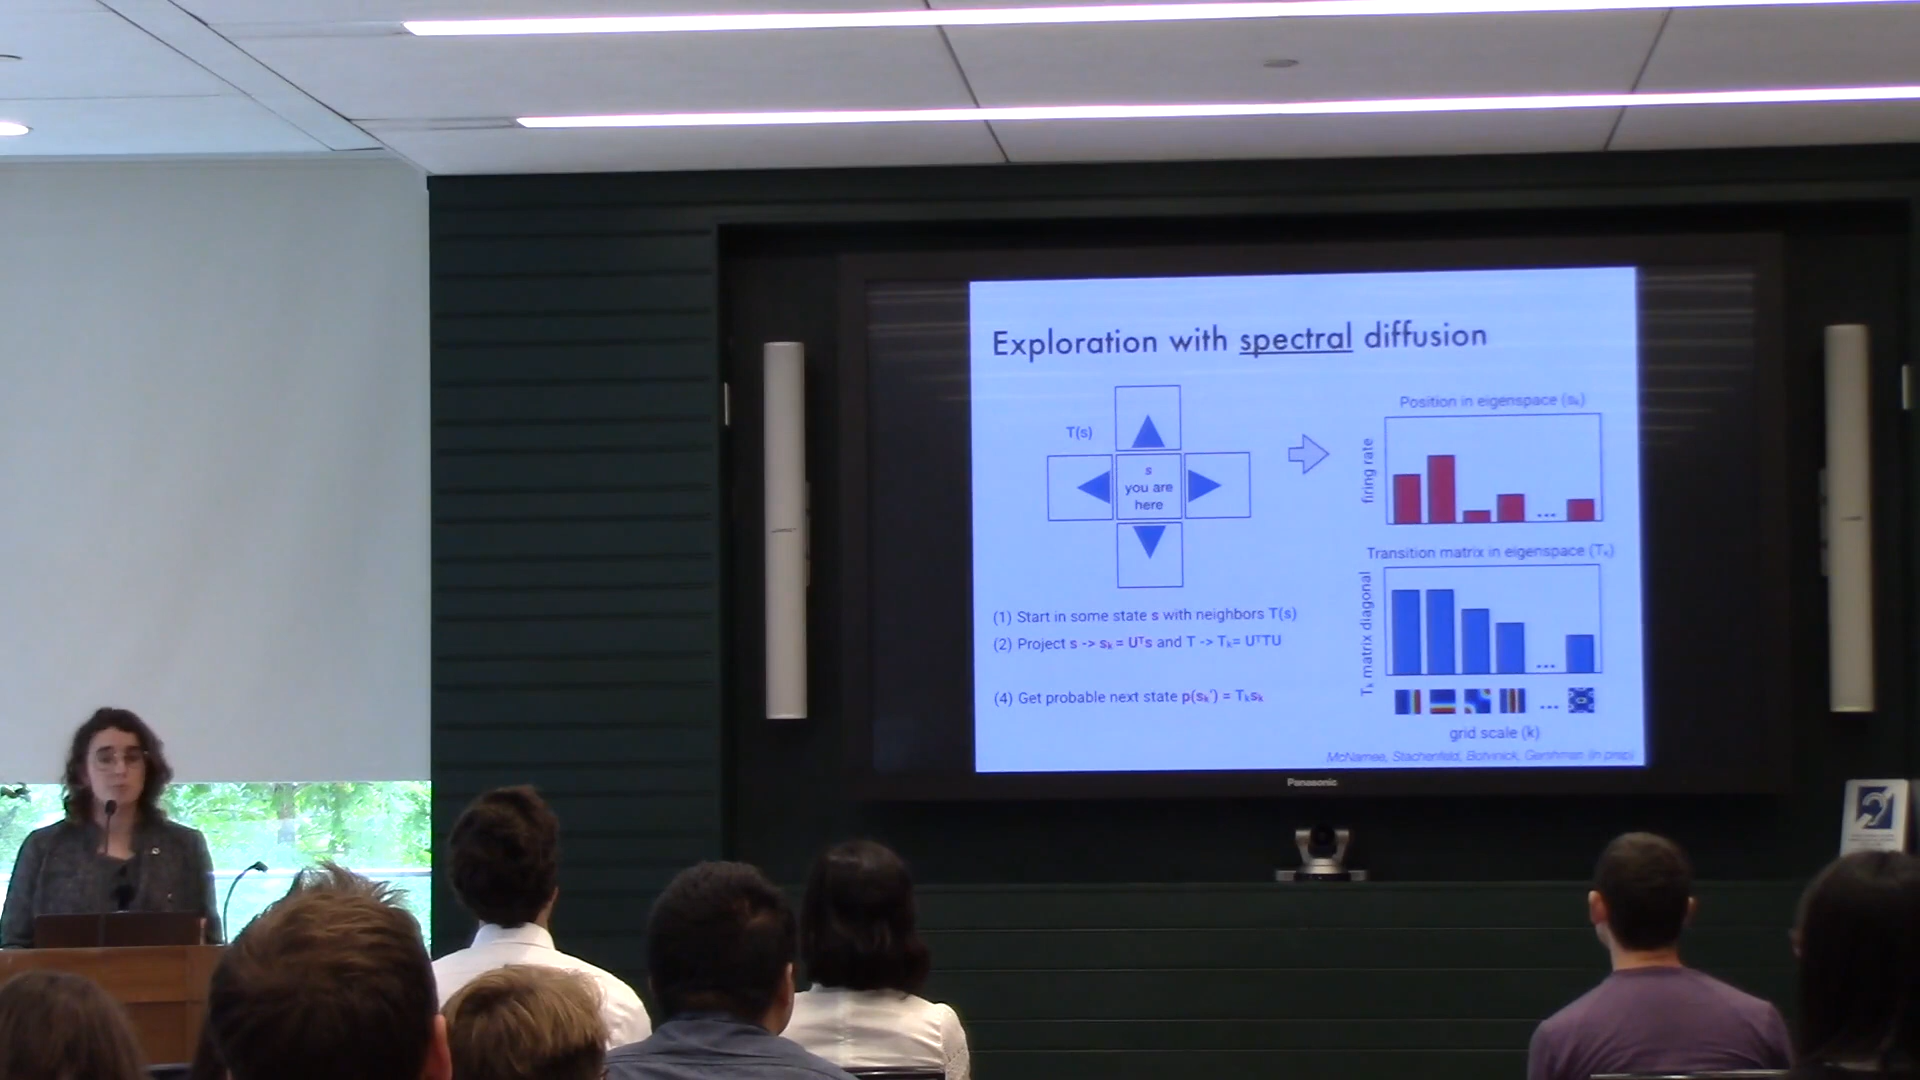 Exploration with spectral diffusion
T(s)
s
you are
here
(1) Start in some state s with neighbors T(s)
(2) Project s -> sₖ = Uᵀs and T -> Tₖ= UᵀTU
(4) Get probable next state p(sₖ') = Tₖsₖ
Position in eigenspace (sₖ)
firing rate
...
Transition matrix in eigenspace (Tₖ)
Tₖ matrix diagonal
...
...
grid scale (k)
McNamee, Stachenfeld, Botvinick, Gershman (in prep)
Panasonic